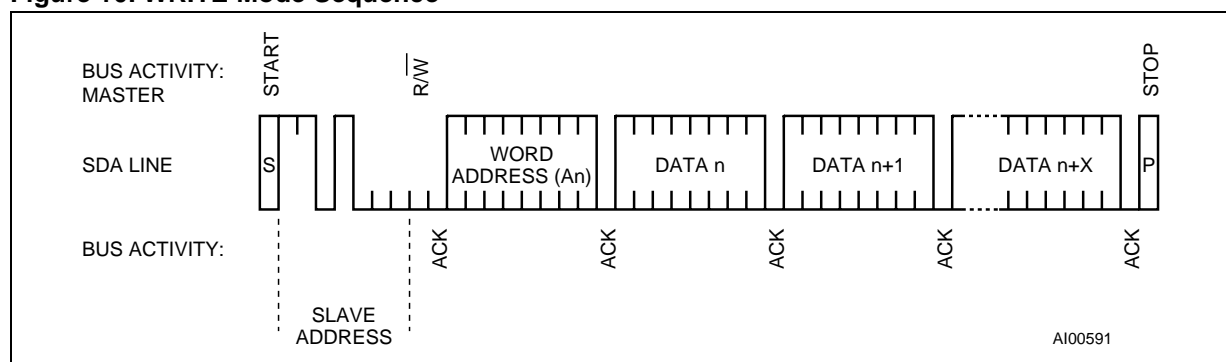 Figure 13. WRITE Mode Sequence
BUS ACTIVITY:
MASTER
START
R/W
STOP
SDA LINE
S
WORD
ADDRESS (An)
DATA n
DATA n+1
DATA n+X
P
BUS ACTIVITY:
ACK
ACK
ACK
ACK
ACK
SLAVE
ADDRESS
AI00591